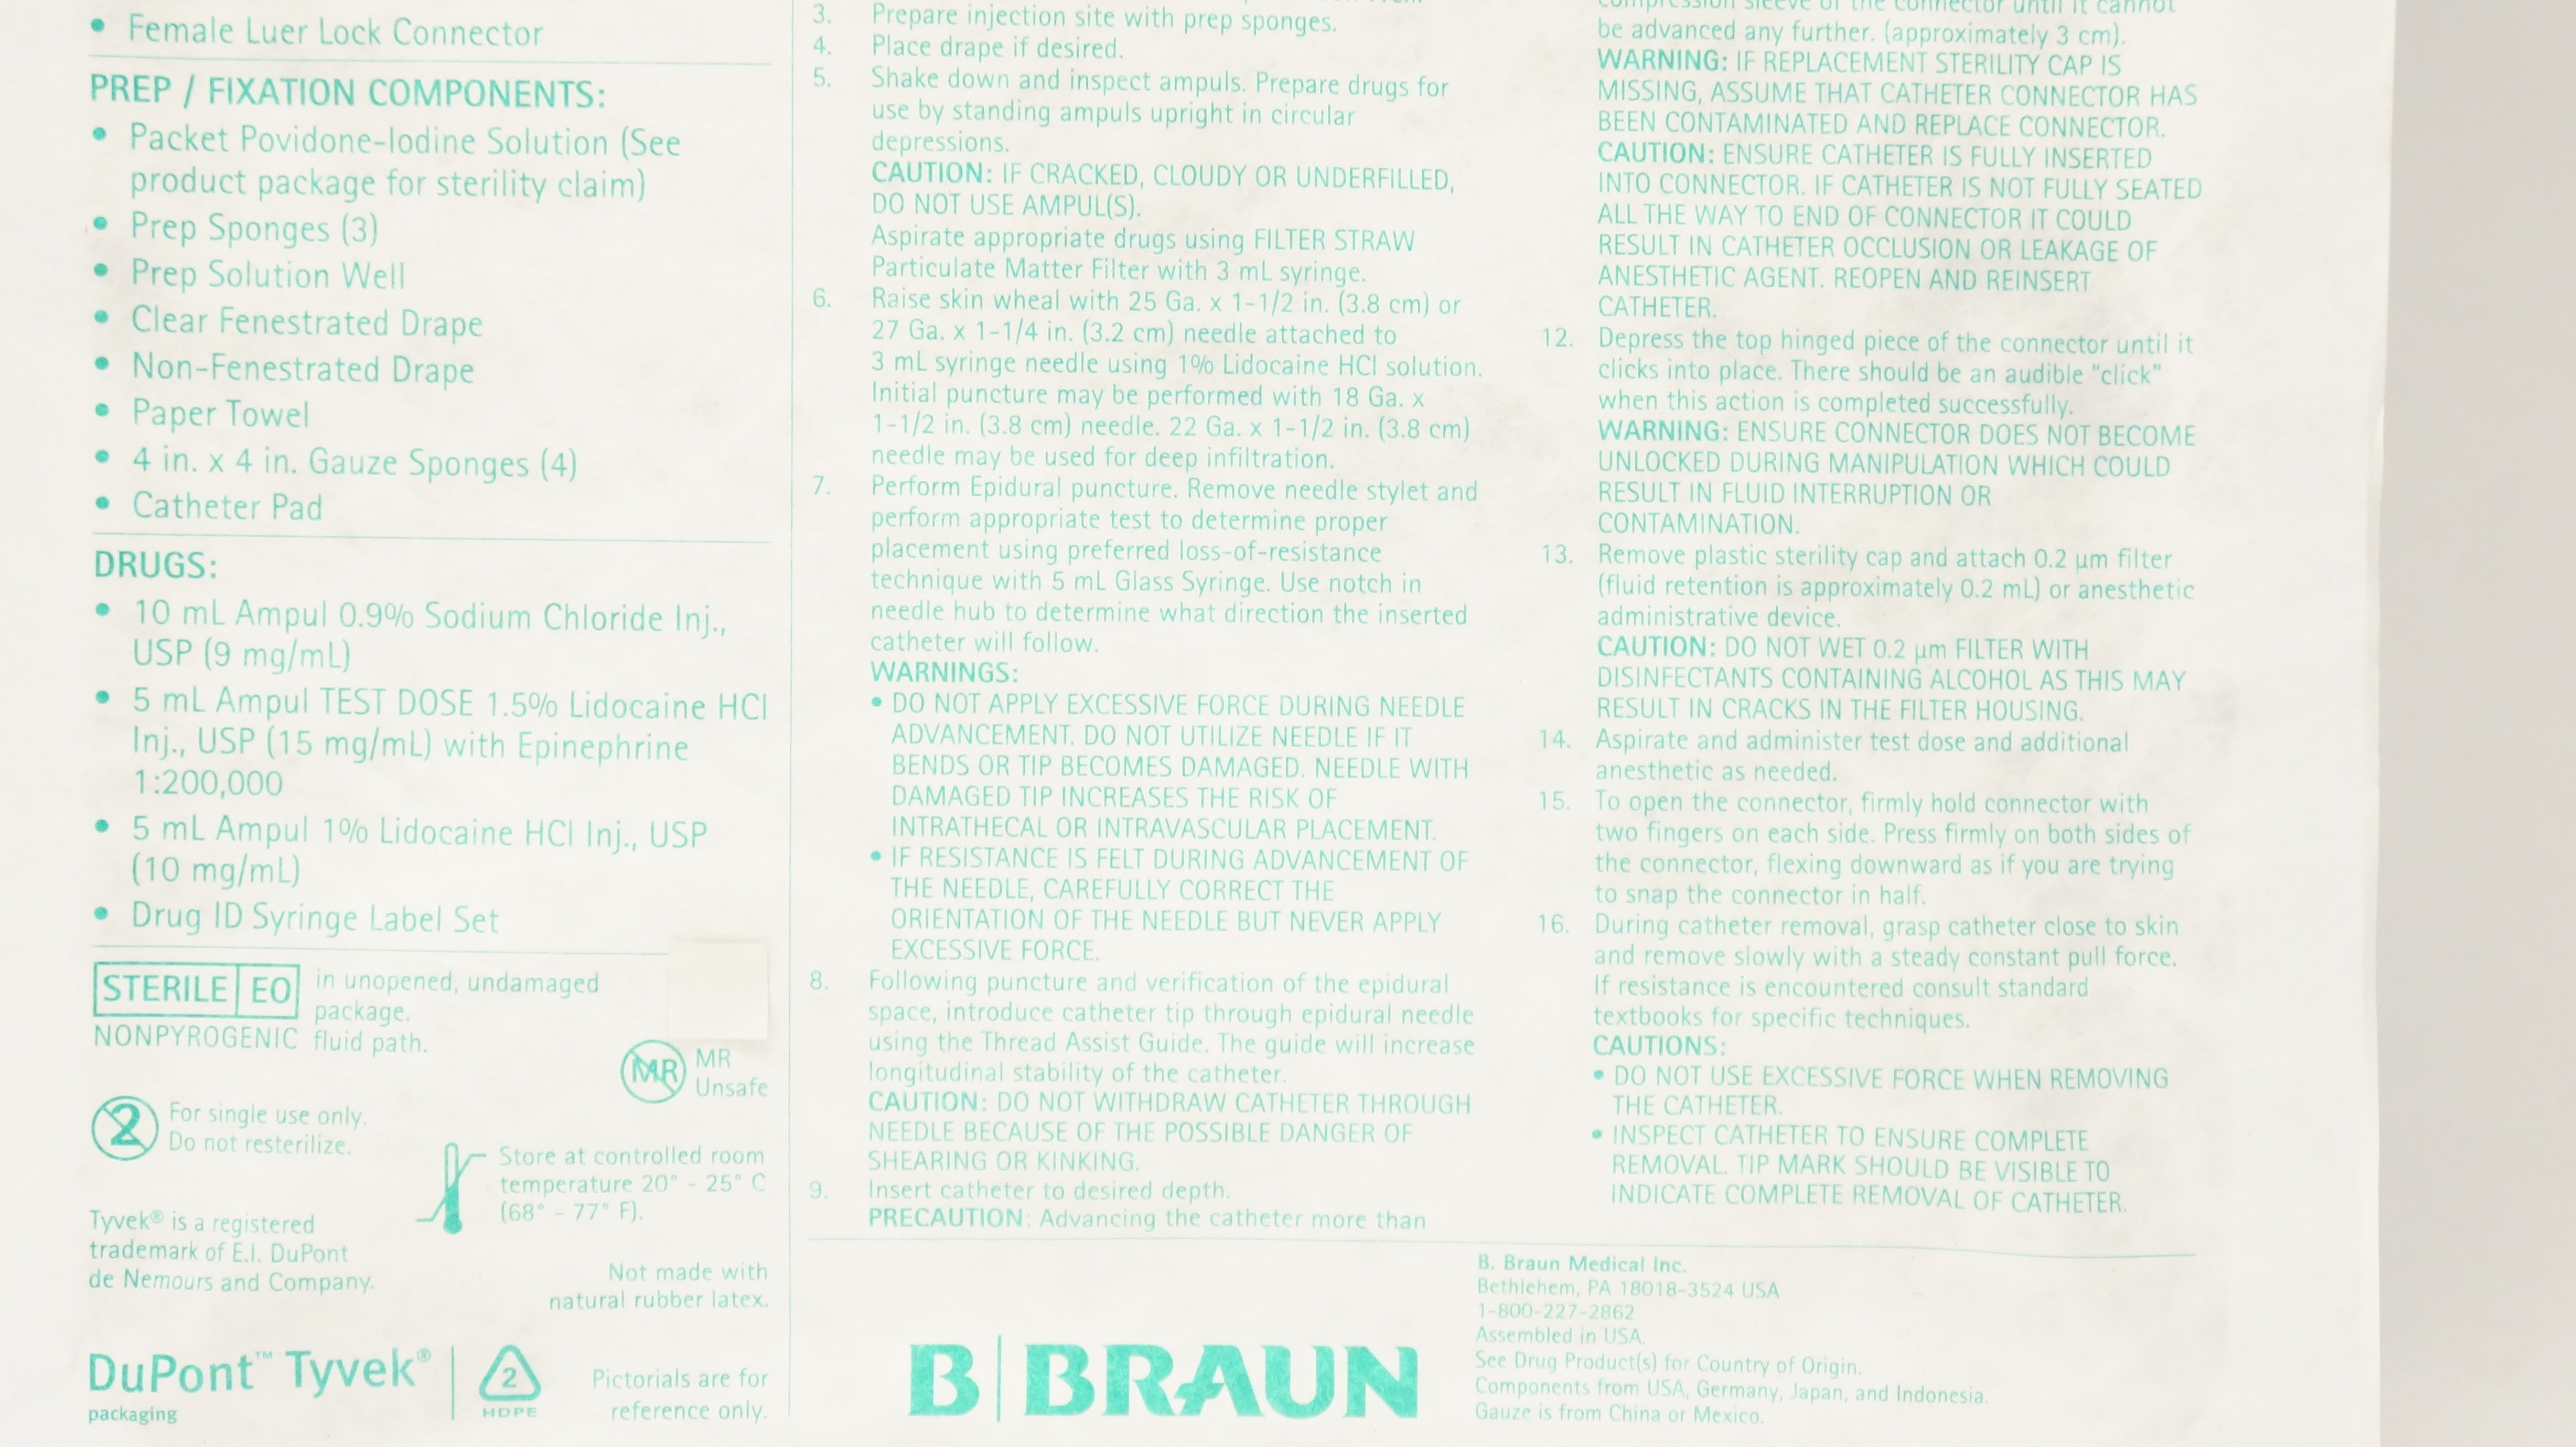 • Female Luer Lock Connector
PREP / FIXATION COMPONENTS:
• Packet Povidone-Iodine Solution (See
product package for sterility claim)
• Prep Sponges (3)
• Prep Solution Well
• Clear Fenestrated Drape
• Non-Fenestrated Drape
• Paper Towel
• 4 in. x 4 in. Gauze Sponges (4)
• Catheter Pad
DRUGS:
• 10 mL Ampul 0.9% Sodium Chloride Inj.,
USP (9 mg/mL)
• 5 mL Ampul TEST DOSE 1.5% Lidocaine HCl
Inj., USP (15 mg/mL) with Epinephrine
1:200,000
• 5 mL Ampul 1% Lidocaine HCl Inj., USP
(10 mg/mL)
• Drug ID Syringe Label Set
STERILE EO in unopened, undamaged
package.
NONPYROGENIC fluid path.
MR MR
Unsafe
2 For single use only.
Do not resterilize.
Store at controlled room
temperature 20° - 25° C
(68° - 77° F).
Tyvek® is a registered
trademark of E.I. DuPont
de Nemours and Company.
Not made with
natural rubber latex.
DuPont™ Tyvek®
packaging
2
HDPE
Pictorials are for
reference only.
3. Prepare injection site with prep sponges.
4. Place drape if desired.
5. Shake down and inspect ampuls. Prepare drugs for
use by standing ampuls upright in circular
depressions.
CAUTION: IF CRACKED, CLOUDY OR UNDERFILLED,
DO NOT USE AMPUL(S).
Aspirate appropriate drugs using FILTER STRAW
Particulate Matter Filter with 3 mL syringe.
6. Raise skin wheal with 25 Ga. x 1-1/2 in. (3.8 cm) or
27 Ga. x 1-1/4 in. (3.2 cm) needle attached to
3 mL syringe needle using 1% Lidocaine HCl solution.
Initial puncture may be performed with 18 Ga. x
1-1/2 in. (3.8 cm) needle. 22 Ga. x 1-1/2 in. (3.8 cm)
needle may be used for deep infiltration.
7. Perform Epidural puncture. Remove needle stylet and
perform appropriate test to determine proper
placement using preferred loss-of-resistance
technique with 5 mL Glass Syringe. Use notch in
needle hub to determine what direction the inserted
catheter will follow.
WARNINGS:
• DO NOT APPLY EXCESSIVE FORCE DURING NEEDLE
ADVANCEMENT. DO NOT UTILIZE NEEDLE IF IT
BENDS OR TIP BECOMES DAMAGED. NEEDLE WITH
DAMAGED TIP INCREASES THE RISK OF
INTRATHECAL OR INTRAVASCULAR PLACEMENT.
• IF RESISTANCE IS FELT DURING ADVANCEMENT OF
THE NEEDLE, CAREFULLY CORRECT THE
ORIENTATION OF THE NEEDLE BUT NEVER APPLY
EXCESSIVE FORCE.
8. Following puncture and verification of the epidural
space, introduce catheter tip through epidural needle
using the Thread Assist Guide. The guide will increase
longitudinal stability of the catheter.
CAUTION: DO NOT WITHDRAW CATHETER THROUGH
NEEDLE BECAUSE OF THE POSSIBLE DANGER OF
SHEARING OR KINKING.
9. Insert catheter to desired depth.
PRECAUTION: Advancing the catheter more than
compression sleeve of the connector until it cannot
be advanced any further. (approximately 3 cm).
WARNING: IF REPLACEMENT STERILITY CAP IS
MISSING, ASSUME THAT CATHETER CONNECTOR HAS
BEEN CONTAMINATED AND REPLACE CONNECTOR.
CAUTION: ENSURE CATHETER IS FULLY INSERTED
INTO CONNECTOR. IF CATHETER IS NOT FULLY SEATED
ALL THE WAY TO END OF CONNECTOR IT COULD
RESULT IN CATHETER OCCLUSION OR LEAKAGE OF
ANESTHETIC AGENT. REOPEN AND REINSERT
CATHETER.
12. Depress the top hinged piece of the connector until it
clicks into place. There should be an audible "click"
when this action is completed successfully.
WARNING: ENSURE CONNECTOR DOES NOT BECOME
UNLOCKED DURING MANIPULATION WHICH COULD
RESULT IN FLUID INTERRUPTION OR
CONTAMINATION.
13. Remove plastic sterility cap and attach 0.2 µm filter
(fluid retention is approximately 0.2 mL) or anesthetic
administrative device.
CAUTION: DO NOT WET 0.2 µm FILTER WITH
DISINFECTANTS CONTAINING ALCOHOL AS THIS MAY
RESULT IN CRACKS IN THE FILTER HOUSING.
14. Aspirate and administer test dose and additional
anesthetic as needed.
15. To open the connector, firmly hold connector with
two fingers on each side. Press firmly on both sides of
the connector, flexing downward as if you are trying
to snap the connector in half.
16. During catheter removal, grasp catheter close to skin
and remove slowly with a steady constant pull force.
If resistance is encountered consult standard
textbooks for specific techniques.
CAUTIONS:
• DO NOT USE EXCESSIVE FORCE WHEN REMOVING
THE CATHETER.
• INSPECT CATHETER TO ENSURE COMPLETE
REMOVAL. TIP MARK SHOULD BE VISIBLE TO
INDICATE COMPLETE REMOVAL OF CATHETER.
B|BRAUN
B. Braun Medical Inc.
Bethlehem, PA 18018-3524 USA
1-800-227-2862
Assembled in USA.
See Drug Product(s) for Country of Origin.
Components from USA, Germany, Japan, and Indonesia.
Gauze is from China or Mexico.